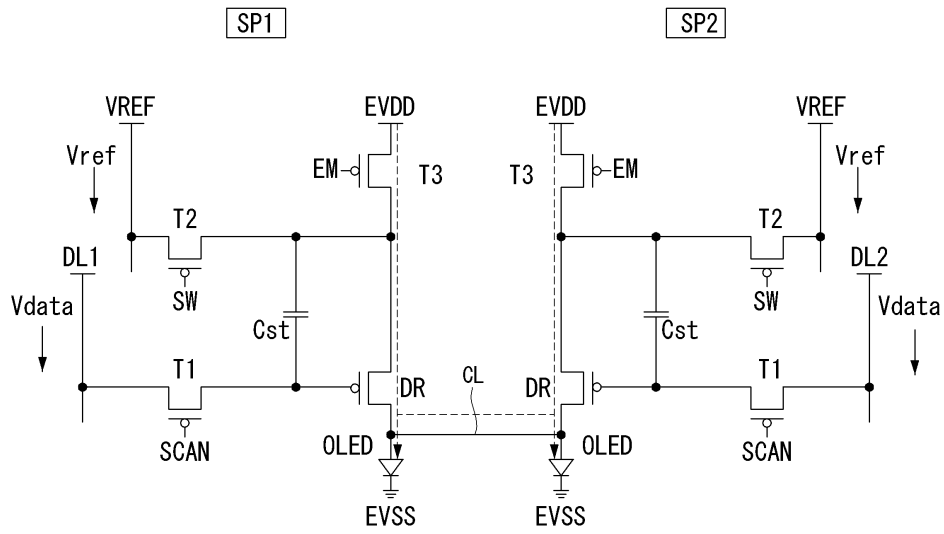 SP1
SP2
VREF
EVDD
EVDD
VREF
Vref
EM
T3
T3
EM
Vref
T2
T2
DL1
DL2
SW
SW
Vdata
Vdata
Cst
Cst
T1
T1
DR
CL
DR
SCAN
OLED
OLED
SCAN
EVSS
EVSS